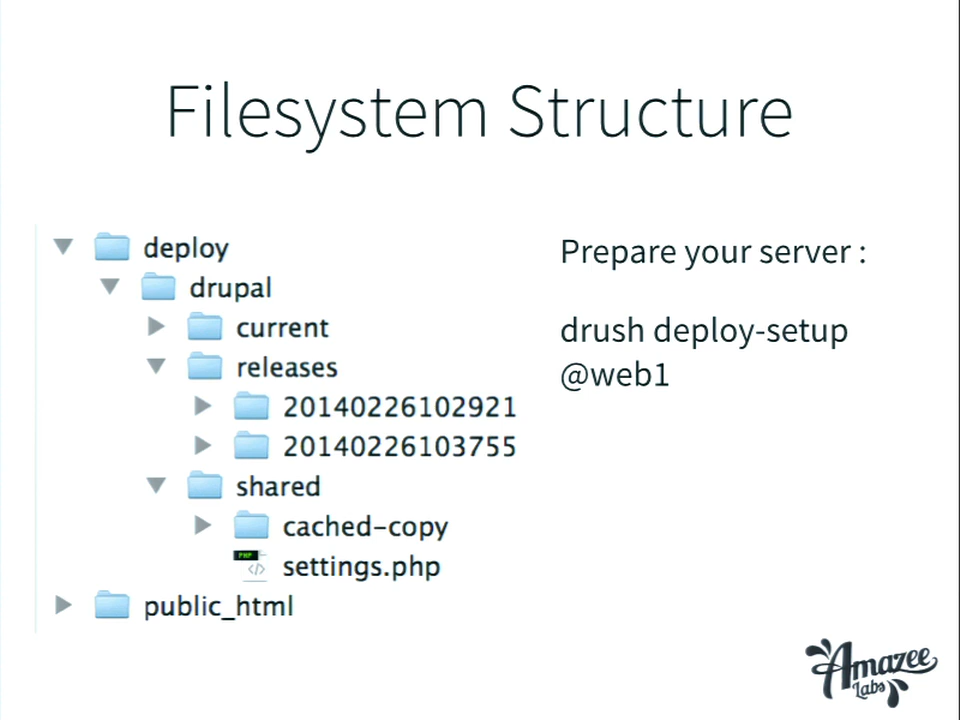 Filesystem Structure
deploy
drupal
current
releases
20140226102921
20140226103755
shared
cached-copy
PHP
</>
settings.php
public_html
Prepare your server :
drush deploy-setup
@web1
Amazee
Labs